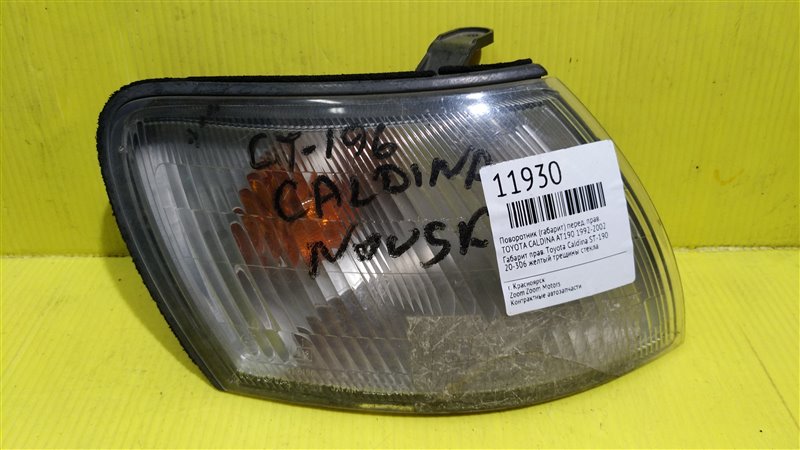 CT-196
CALDINA
NOVSK
11930
Поворотник (габарит) перед. прав.
TOYOTA CALDINA AT190 1992-2002
Габарит прав. Toyota Caldina ST-190
20-306 желтый трещины стекла
г. Красноярск
Zoom Zoom Motors
Контрактные автозапчасти